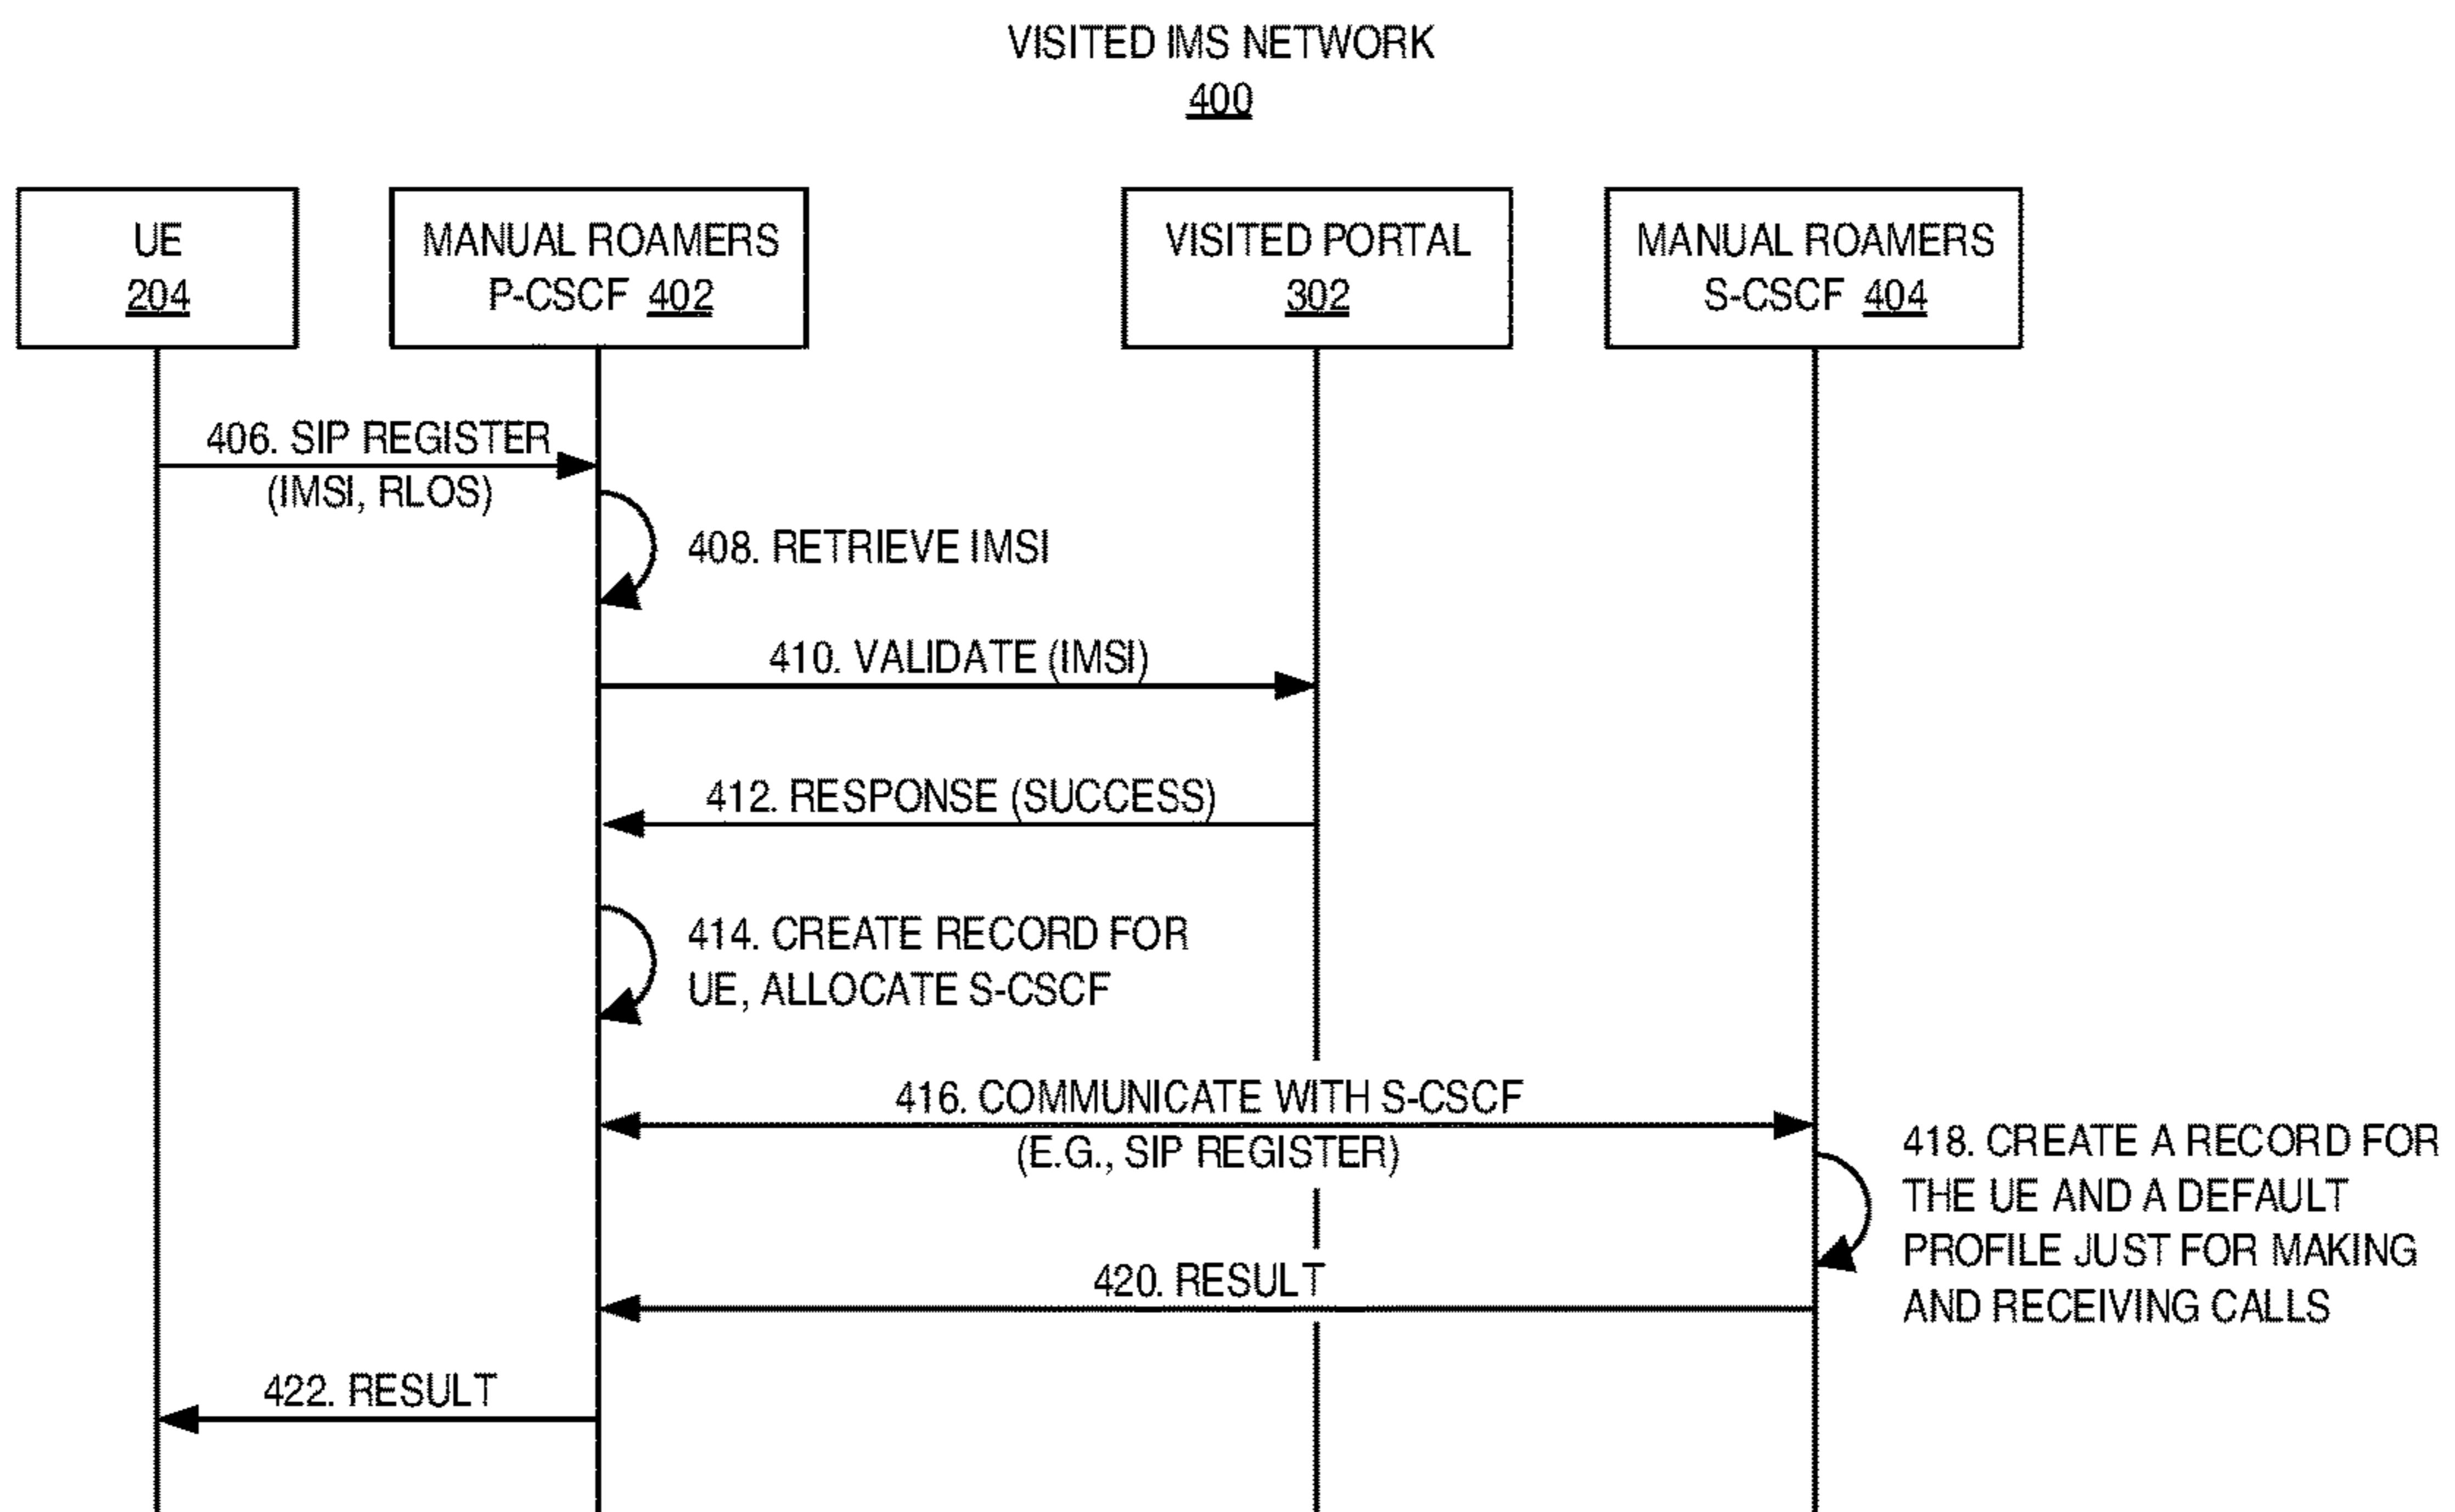 VISITED IMS NETWORK
400
UE
204
MANUAL ROAMERS
P-CSCF 402
VISITED PORTAL
302
MANUAL ROAMERS
S-CSCF 404
406. SIP REGISTER
(IMSI, RLOS)
408. RETRIEVE IMSI
410. VALIDATE (IMSI)
412. RESPONSE (SUCCESS)
414. CREATE RECORD FOR
UE, ALLOCATE S-CSCF
416. COMMUNICATE WITH S-CSCF
(E.G., SIP REGISTER)
418. CREATE A RECORD FOR
THE UE AND A DEFAULT
PROFILE JUST FOR MAKING
AND RECEIVING CALLS
420. RESULT
422. RESULT